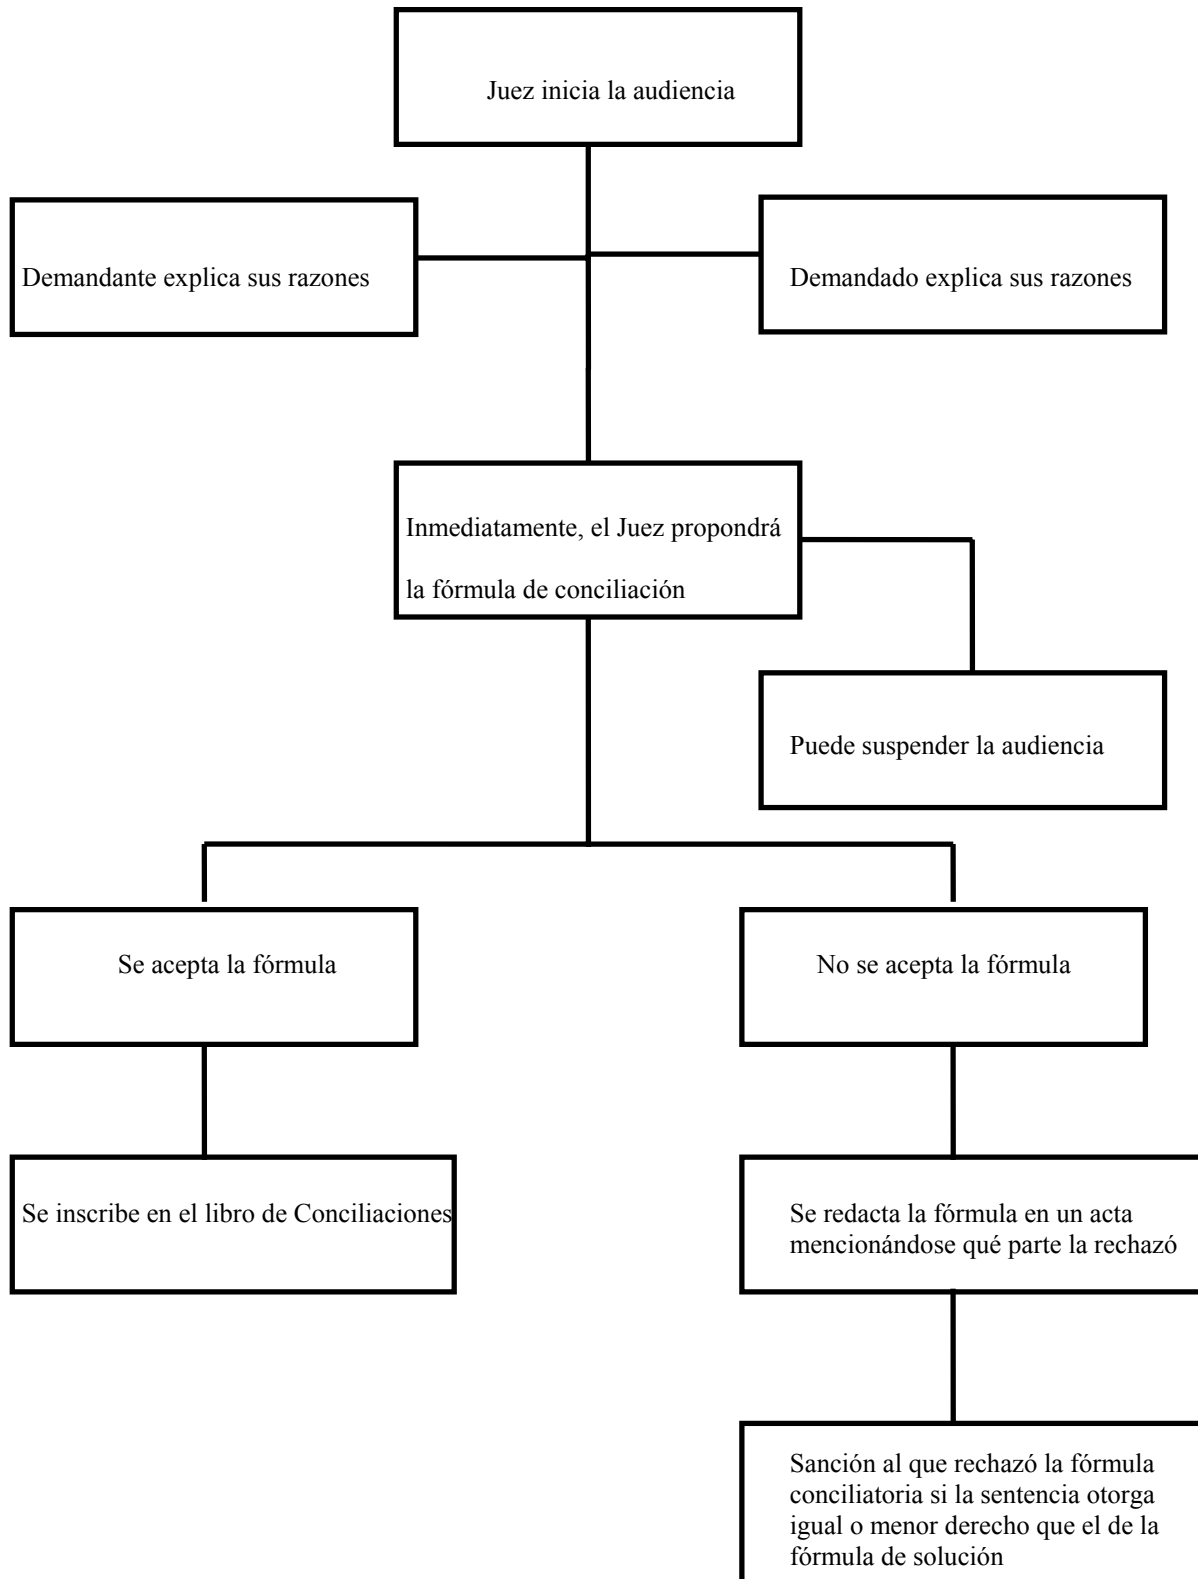 Juez inicia la audiencia
Demandante explica sus razones
Demandado explica sus razones
Inmediatamente, el Juez propondrá
la fórmula de conciliación
Puede suspender la audiencia
Se acepta la fórmula
No se acepta la fórmula
Se inscribe en el libro de Conciliaciones
Se redacta la fórmula en un acta
mencionándose qué parte la rechazó
Sanción al que rechazó la fórmula
conciliatoria si la sentencia otorga
igual o menor derecho que el de la
fórmula de solución